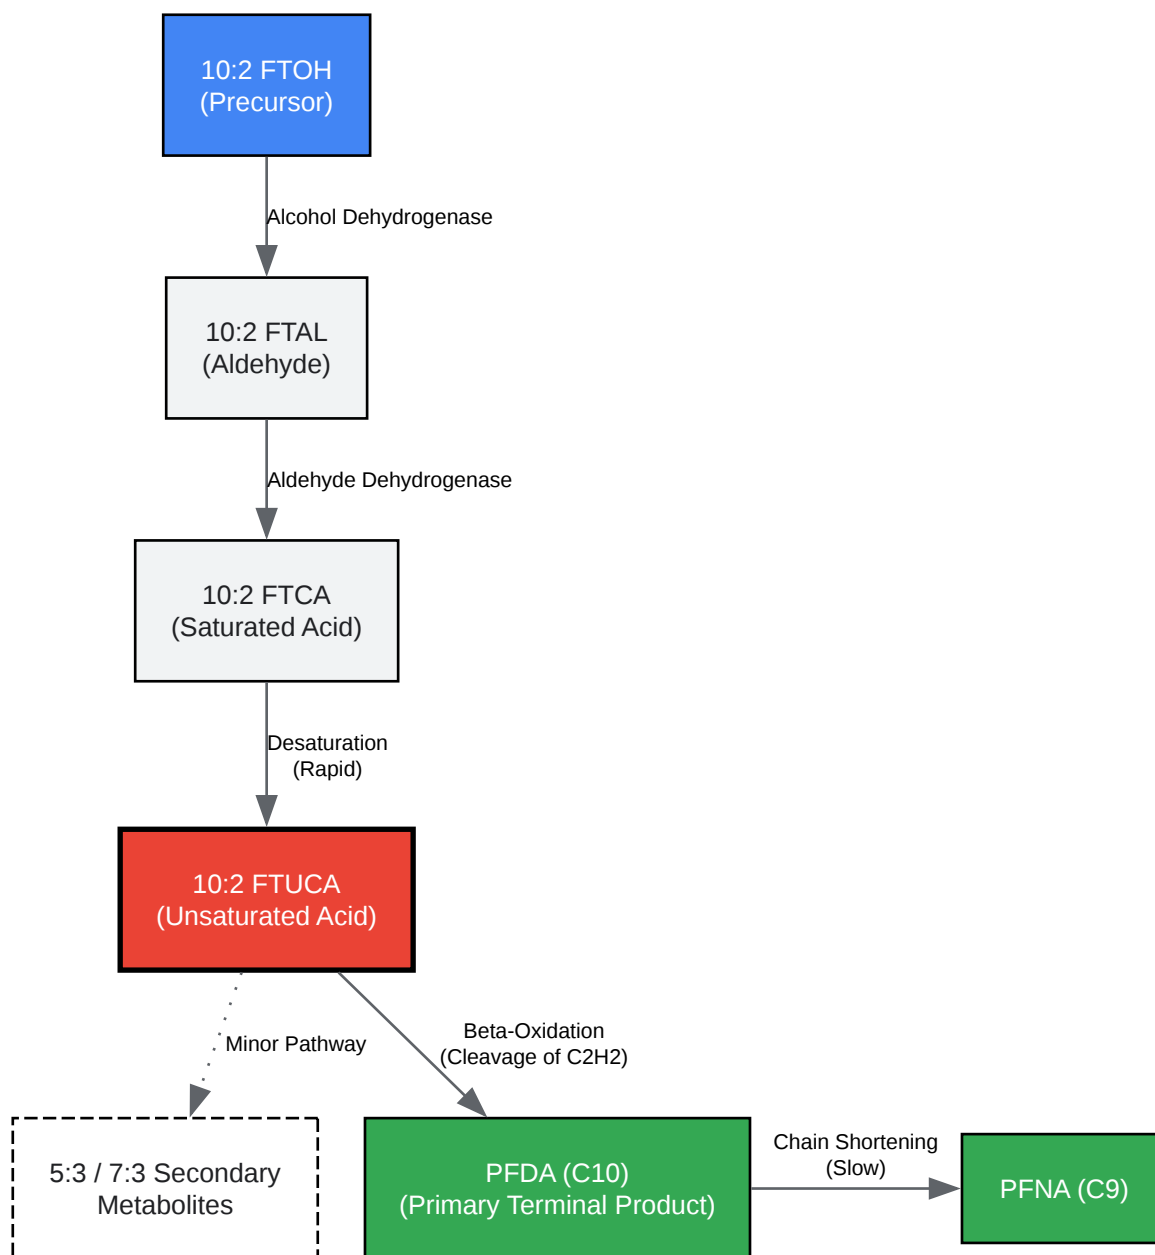 10:2 FTOH
(Precursor)
Alcohol Dehydrogenase
10:2 FTAL
(Aldehyde)
Aldehyde Dehydrogenase
10:2 FTCA
(Saturated Acid)
Desaturation
(Rapid)
10:2 FTUCA
(Unsaturated Acid)
Minor Pathway
Beta-Oxidation
(Cleavage of C2H2)
5:3 / 7:3 Secondary
Metabolites
PFDA (C10)
(Primary Terminal Product)
Chain Shortening
(Slow)
PFNA (C9)